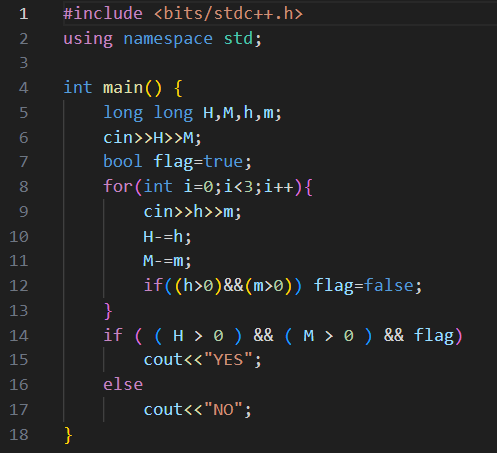 1 #include <bits/stdc++.h>
2 using namespace std;
3
4 int main() {
5 long long H,M,h,m;
6 cin>>H>>M;
7 bool flag=true;
8 for(int i=0;i<3;i++){
9 cin>>h>>m;
10 H-=h;
11 M-=m;
12 if((h>0)&&(m>0)) flag=false;
13 }
14 if ( ( H > 0 ) && ( M > 0 ) && flag)
15 cout<<"YES";
16 else
17 cout<<"NO";
18 }